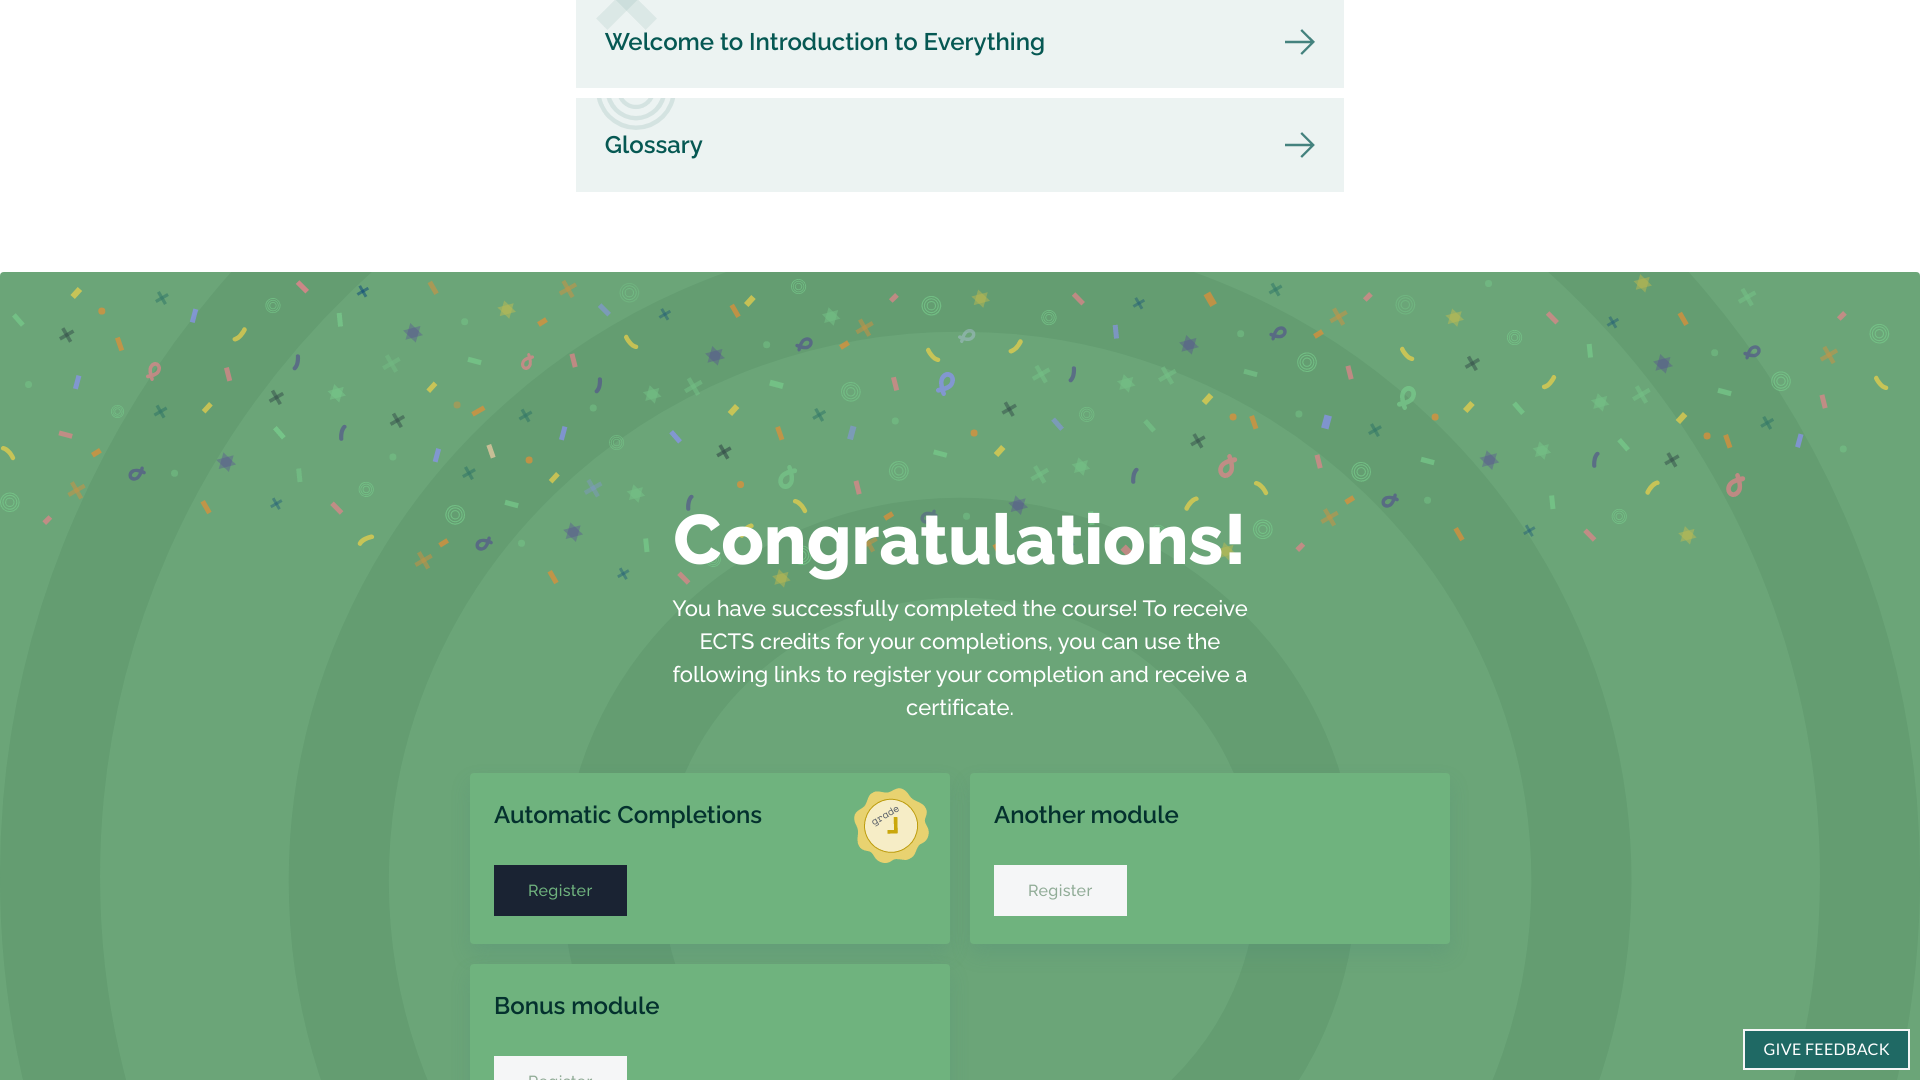 Welcome to Introduction to Everything
Glossary
Congratulations!
You have successfully completed the course! To receive
ECTS credits for your completions, you can use the
following links to register your completion and receive a
certificate.
Automatic Completions
grade
Another module
Register
Register
Bonus module
Register
GIVE FEEDBACK